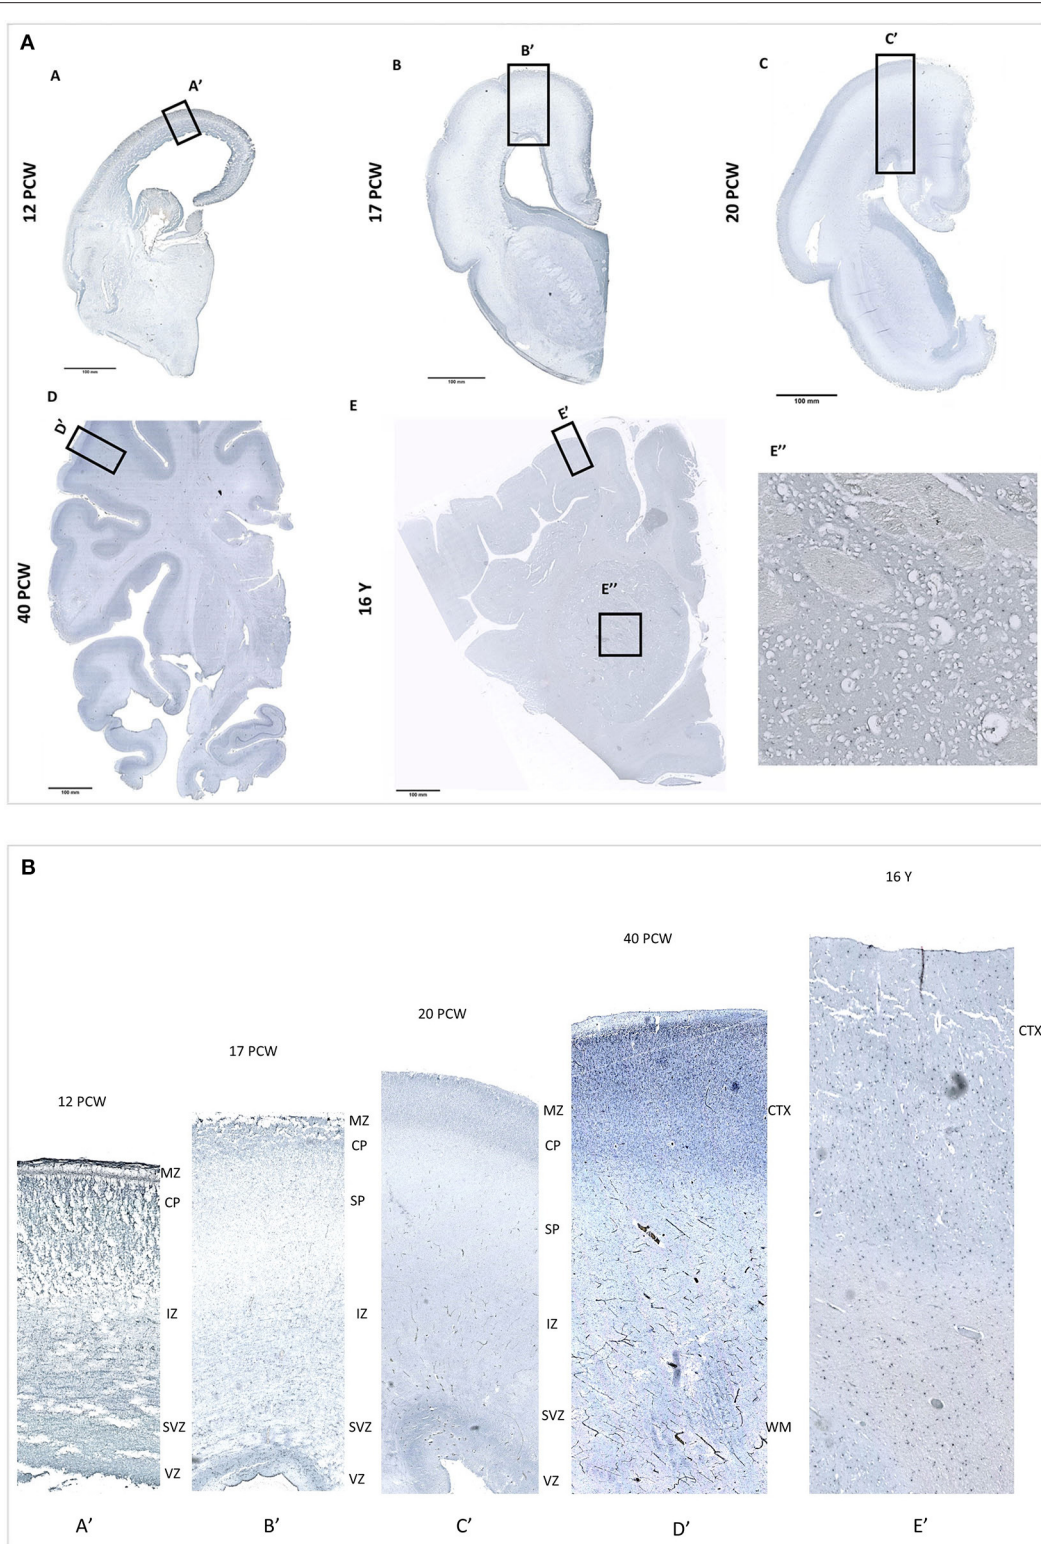 A
A
A’
12 PCW
100 mm
B
B’
17 PCW
100 mm
C
C’
20 PCW
100 mm
D
D’
40 PCW
100 mm
E
E’
E’’
16 Y
100 mm
E’’
B
12 PCW
MZ
CP
IZ
SVZ
VZ
A’
17 PCW
MZ
CP
SP
IZ
SVZ
VZ
B’
20 PCW
MZ
CP
SP
IZ
SVZ
VZ
C’
40 PCW
CTX
WM
D’
16 Y
CTX
E’